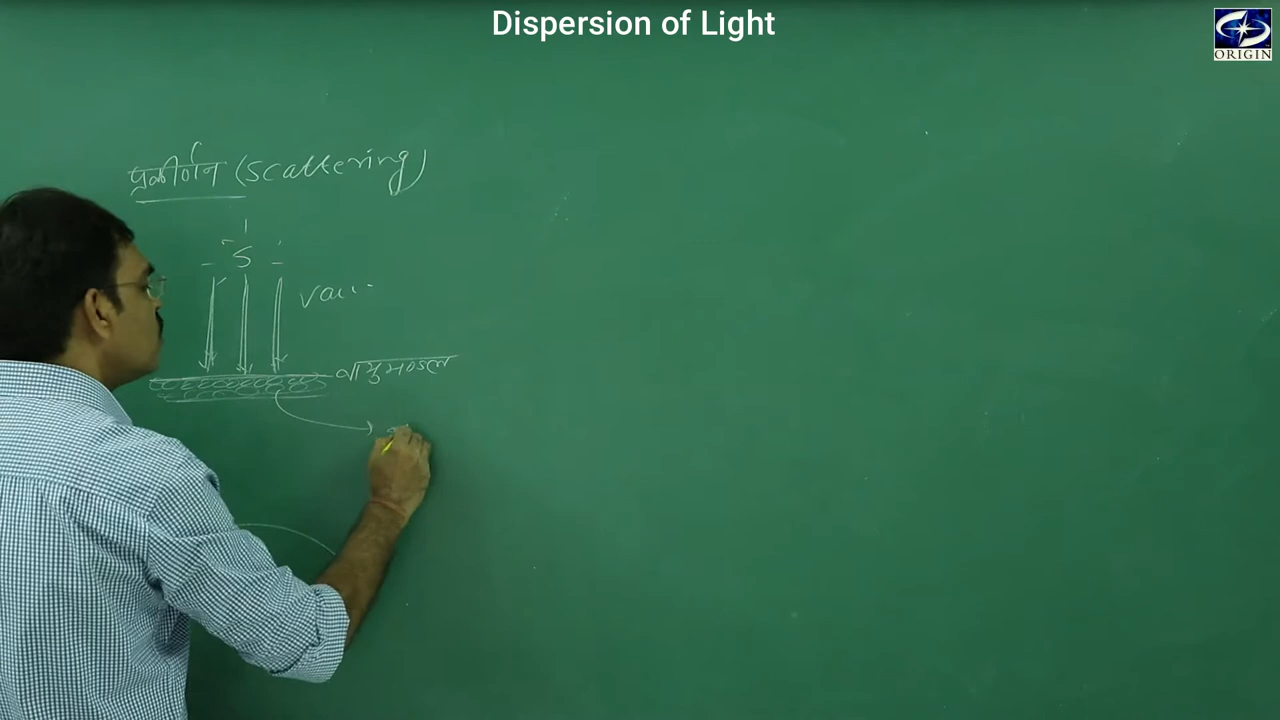 Dispersion of Light
ORIGIN
प्रकीर्णन (Scattering)
S
Vac...
वायुमण्डल